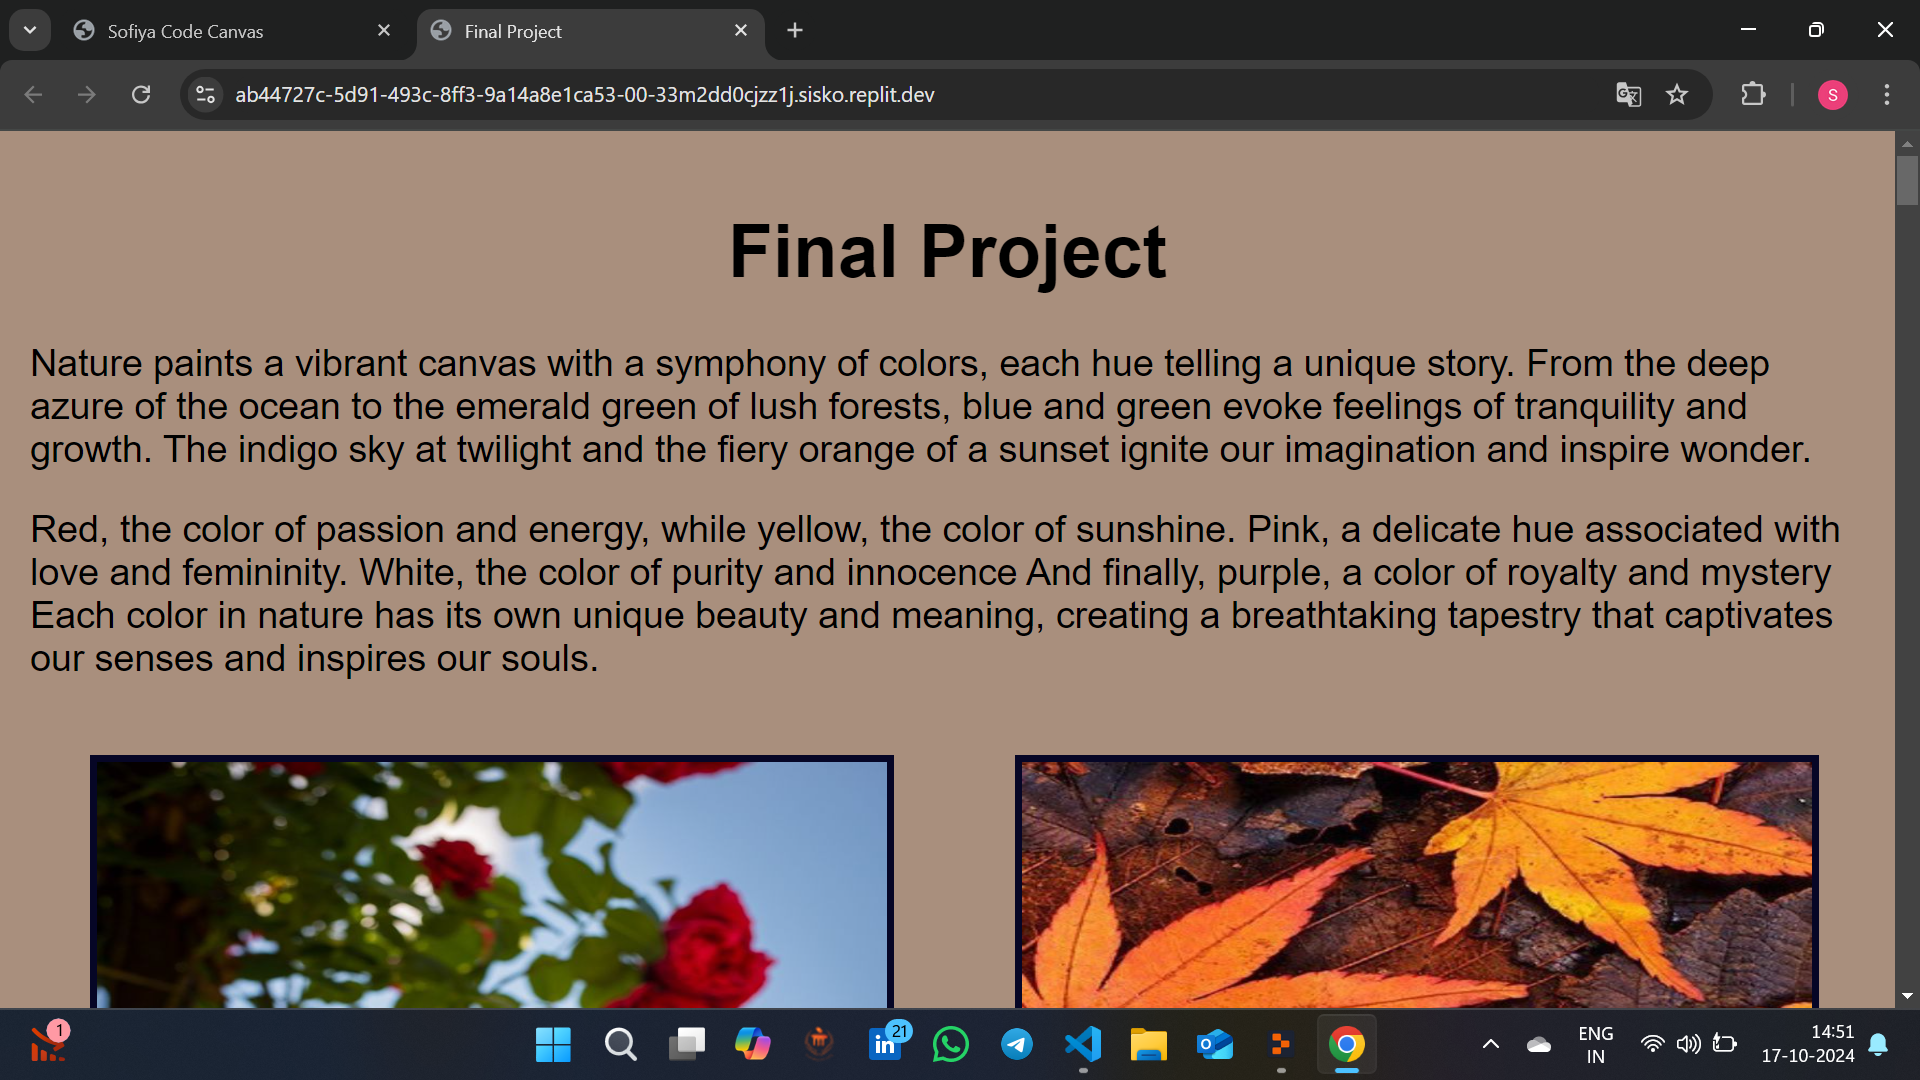 Sofiya Code Canvas
Final Project
ab44727c-5d91-493c-8ff3-9a14a8e1ca53-00-33m2dd0cjzz1j.sisko.replit.dev
S
Final Project
Nature paints a vibrant canvas with a symphony of colors, each hue telling a unique story. From the deep
azure of the ocean to the emerald green of lush forests, blue and green evoke feelings of tranquility and
growth. The indigo sky at twilight and the fiery orange of a sunset ignite our imagination and inspire wonder.
Red, the color of passion and energy, while yellow, the color of sunshine. Pink, a delicate hue associated with
love and femininity. White, the color of purity and innocence And finally, purple, a color of royalty and mystery
Each color in nature has its own unique beauty and meaning, creating a breathtaking tapestry that captivates
our senses and inspires our souls.
1
in
21
ENG
IN
14:51
17-10-2024